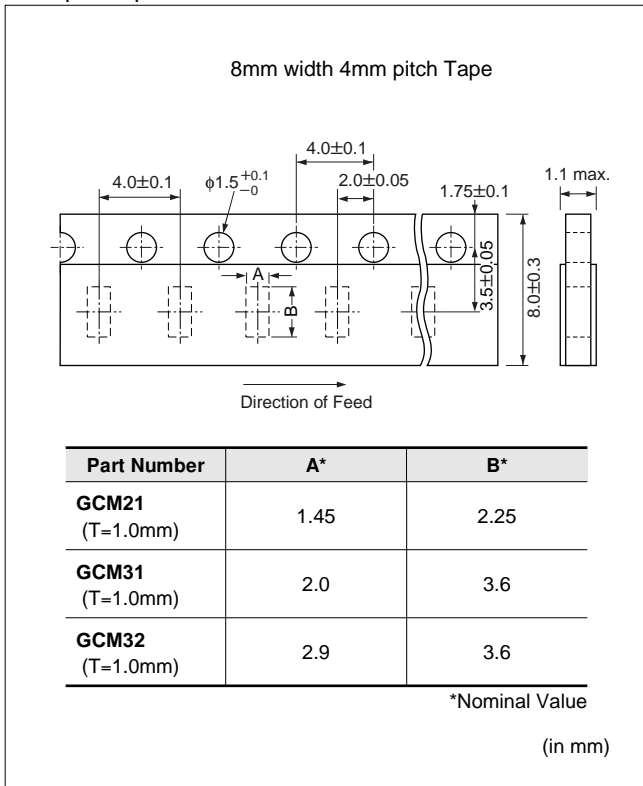 8mm width 4mm pitch Tape
4.0±0.1
4.0±0.1
φ1.5 +0.1 −0
2.0±0.05
1.75±0.1
1.1 max.
A
B
3.5±0.05
8.0±0.3
Direction of Feed
Part Number A* B*
GCM21 (T=1.0mm) 1.45 2.25
GCM31 (T=1.0mm) 2.0 3.6
GCM32 (T=1.0mm) 2.9 3.6
*Nominal Value
(in mm)